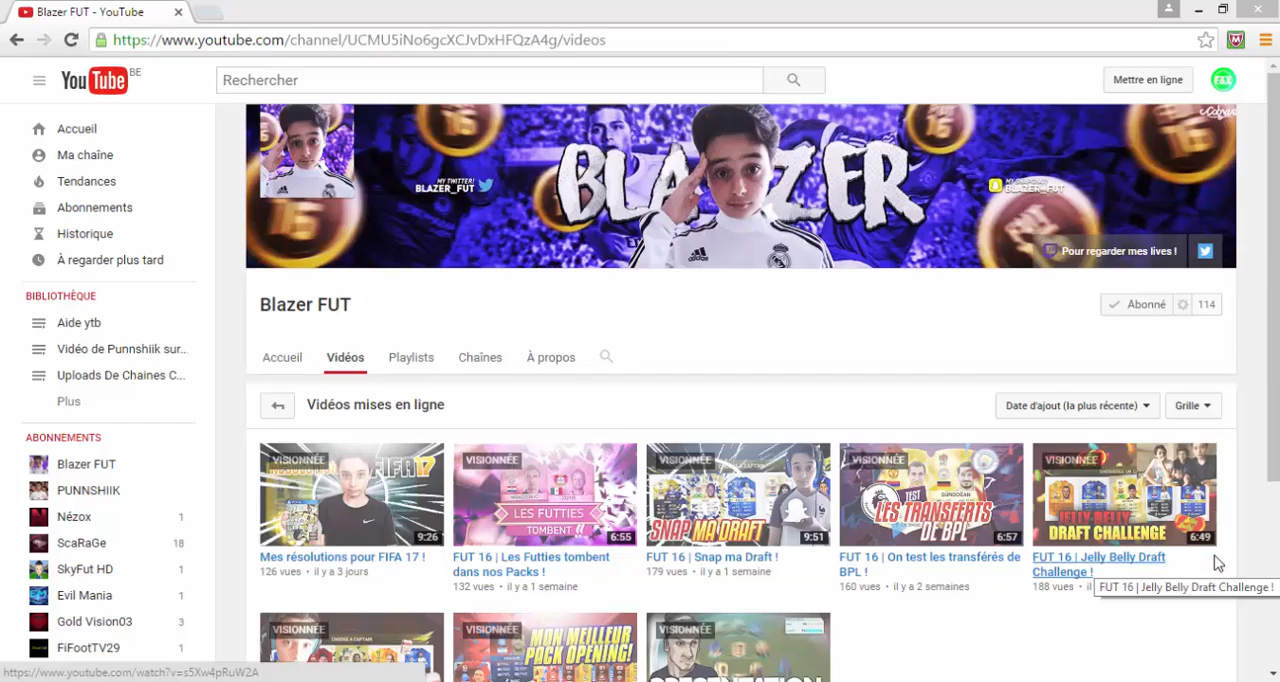 Blazer FUT - YouTube
https://www.youtube.com/channel/UCMU5iNo6gcXCJvDxHFQzA4g/videos
YouTube BE
Rechercher
Mettre en ligne
Accueil
Ma chaîne
Tendances
Abonnements
Historique
À regarder plus tard
BIBLIOTHÈQUE
Aide ytb
Vidéo de Punnshiik sur...
Uploads De Chaines C...
Plus
ABONNEMENTS
Blazer FUT
PUNNSHIIK
Nézox 1
ScaRaGe 18
SkyFut HD 1
Evil Mania 1
Gold Vision03 3
FiFootTV29 1
MY TWITTER!
BLAZER_FUT
BLAZER
BLAZER_FUT
Pour regarder mes lives !
Blazer FUT
Abonné 114
Accueil Vidéos Playlists Chaînes À propos
Vidéos mises en ligne
Date d'ajout (la plus récente) Grille
VISIONNÉE
FIFA 17
9:26
Mes résolutions pour FIFA 17 !
126 vues • il y a 3 jours
VISIONNÉE
LES FUTTIES
TOMBENT !
6:55
FUT 16 | Les Futties tombent
dans nos Packs !
132 vues • il y a 1 semaine
VISIONNÉE
SNAP MA DRAFT
9:51
FUT 16 | Snap ma Draft !
179 vues • il y a 1 semaine
VISIONNÉE
TEST
LES TRANSFERTS
DE BPL !
6:57
FUT 16 | On test les transférés de
BPL !
160 vues • il y a 2 semaines
VISIONNÉE
JELLY BELLY
DRAFT CHALLENGE !
6:49
FUT 16 | Jelly Belly Draft
Challenge !
188 vues • il
FUT 16 | Jelly Belly Draft Challenge !
VISIONNÉE
CHOOSE A CAPTAIN
VISIONNÉE
MON MEILLEUR
PACK OPENING!
VISIONNÉE
PRESENTATION
https://www.youtube.com/watch?v=s5Xw4pRuW2A